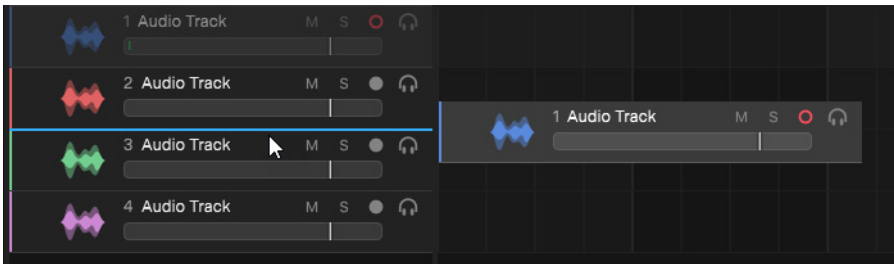 1 Audio Track M S
2 Audio Track M S
1 Audio Track M S
3 Audio Track M S
4 Audio Track M S